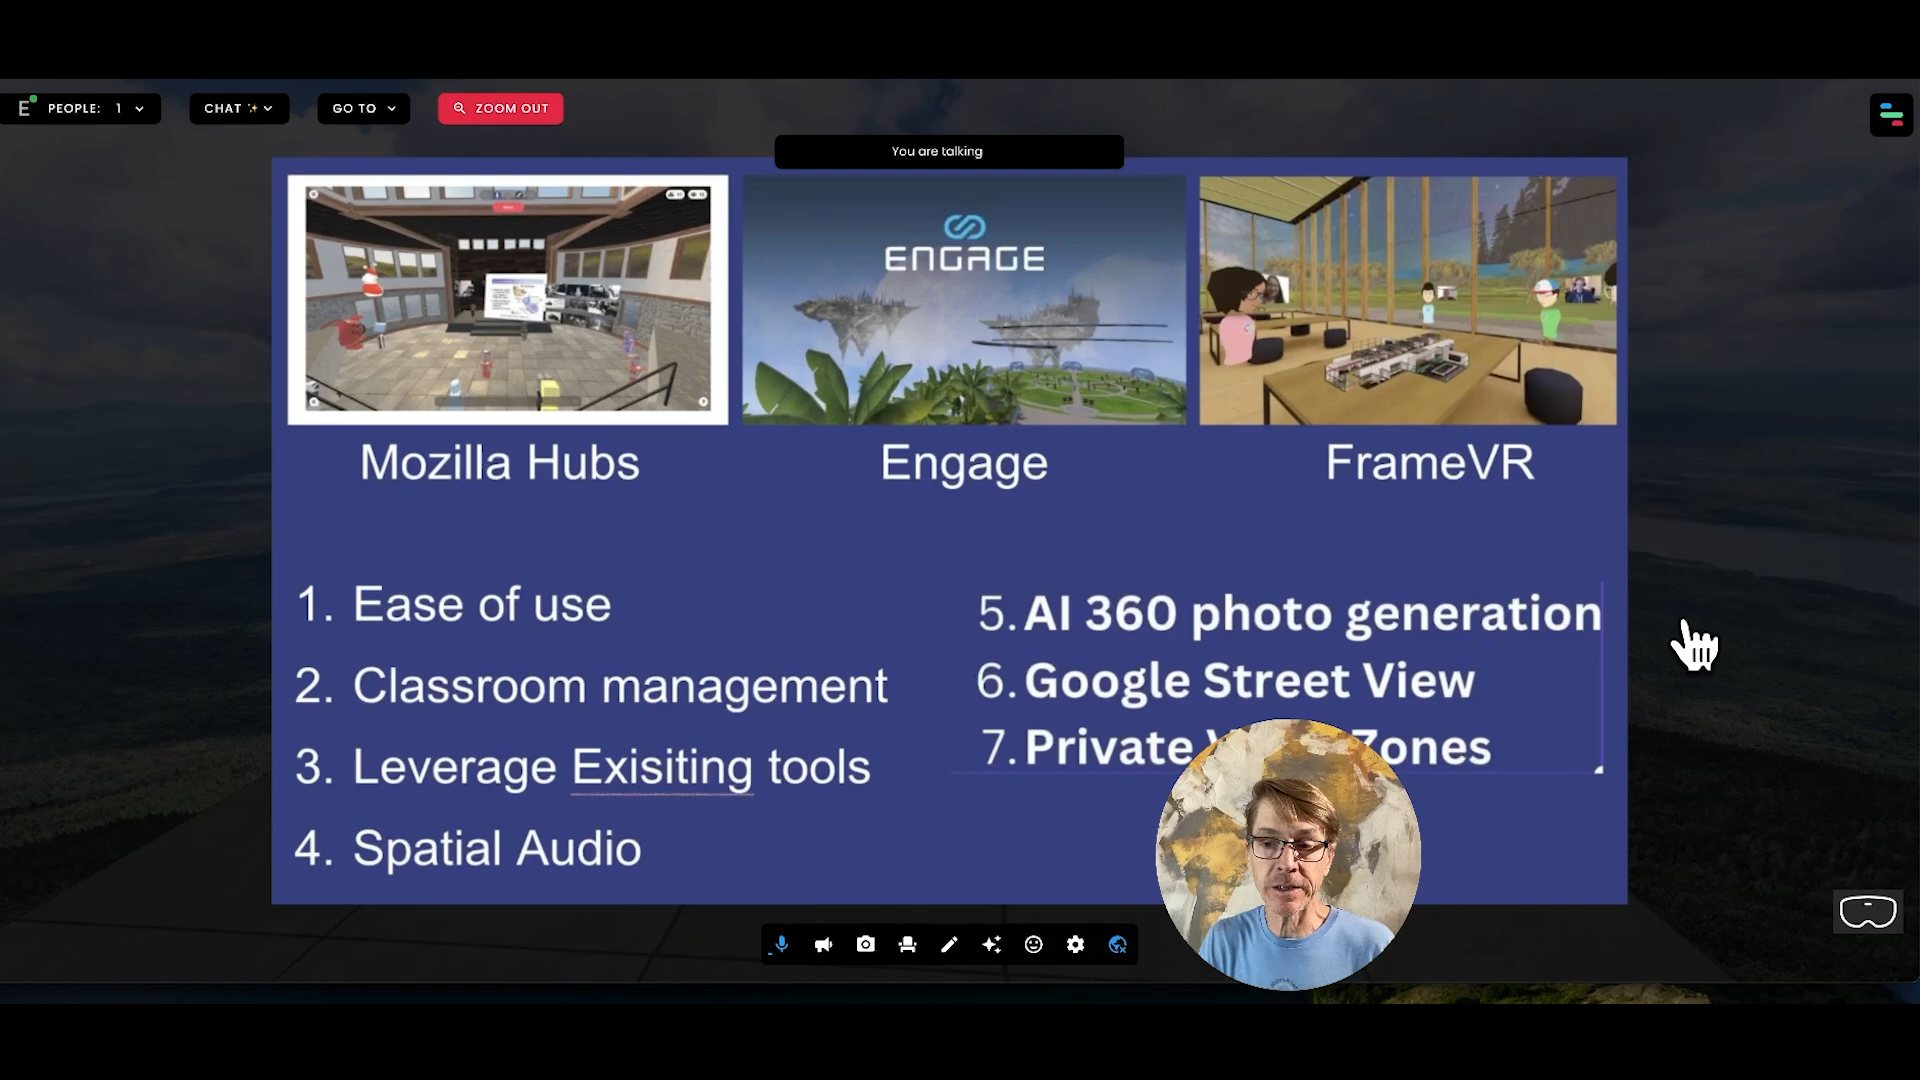 E PEOPLE: 1
CHAT
GO TO
ZOOM OUT
You are talking
ENGAGE
Mozilla Hubs
Engage
FrameVR
1. Ease of use
2. Classroom management
3. Leverage Exisiting tools
4. Spatial Audio
5. AI 360 photo generation
6. Google Street View
7. Private Zones